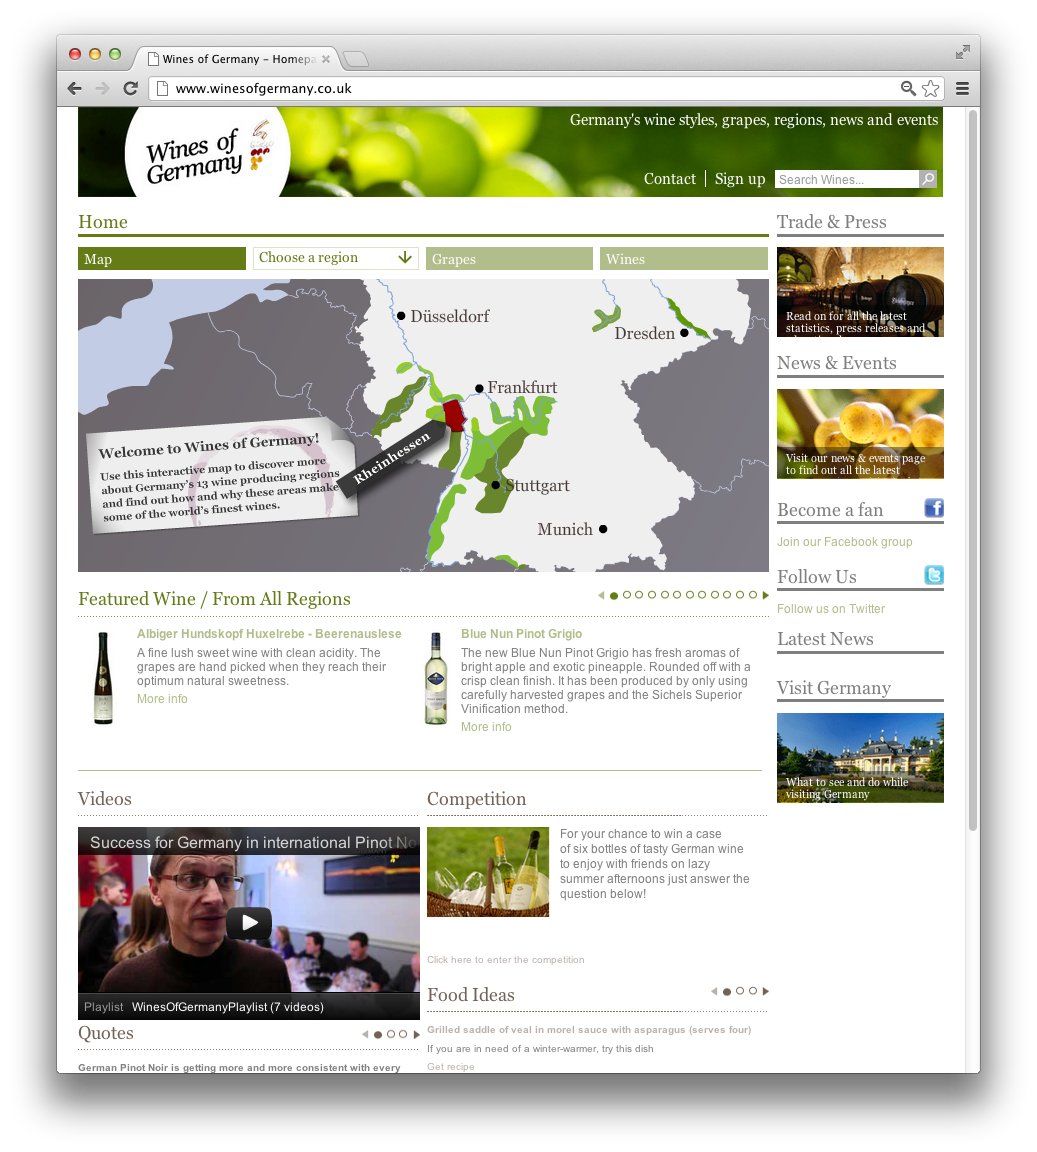 Wines of Germany – Homepa
www.winesofgermany.co.uk
Wines of
Germany
Germany's wine styles, grapes, regions, news and events
Contact
Sign up
Search Wines...
Home
Map
Choose a region
Grapes
Wines
Düsseldorf
Dresden
Frankfurt
Rheinhessen
Stuttgart
Munich
Welcome to Wines of Germany!
Use this interactive map to discover more
about Germany's 13 wine producing regions
and find out how and why these areas make
some of the world's finest wines.
Featured Wine / From All Regions
Albiger Hundskopf Huxelrebe - Beerenauslese
A fine lush sweet wine with clean acidity. The
grapes are hand picked when they reach their
optimum natural sweetness.
More info
Blue Nun Pinot Grigio
The new Blue Nun Pinot Grigio has fresh aromas of
bright apple and exotic pineapple. Rounded off with a
crisp clean finish. It has been produced by only using
carefully harvested grapes and the Sichels Superior
Vinification method.
More info
Videos
Success for Germany in international Pinot No
Playlist WinesOfGermanyPlaylist (7 videos)
Quotes
German Pinot Noir is getting more and more consistent with every
Competition
For your chance to win a case
of six bottles of tasty German wine
to enjoy with friends on lazy
summer afternoons just answer the
question below!
Click here to enter the competition
Food Ideas
Grilled saddle of veal in morel sauce with asparagus (serves four)
If you are in need of a winter-warmer, try this dish
Get recipe
Trade & Press
Read on for all the latest
statistics, press releases and
News & Events
Visit our news & events page
to find out all the latest
Become a fan
Join our Facebook group
Follow Us
Follow us on Twitter
Latest News
Visit Germany
What to see and do while
visiting Germany